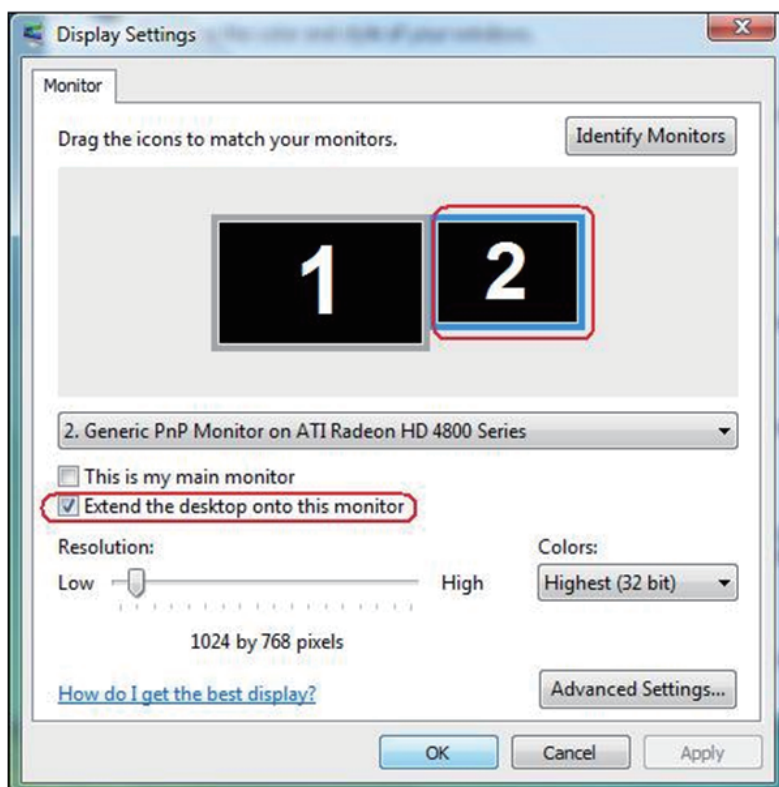 Display Settings
Monitor
Drag the icons to match your monitors.
Identify Monitors
1
2
2. Generic PnP Monitor on ATI Radeon HD 4800 Series
This is my main monitor
Extend the desktop onto this monitor
Resolution:
Colors:
Low
High
Highest (32 bit)
1024 by 768 pixels
How do I get the best display?
Advanced Settings...
OK
Cancel
Apply